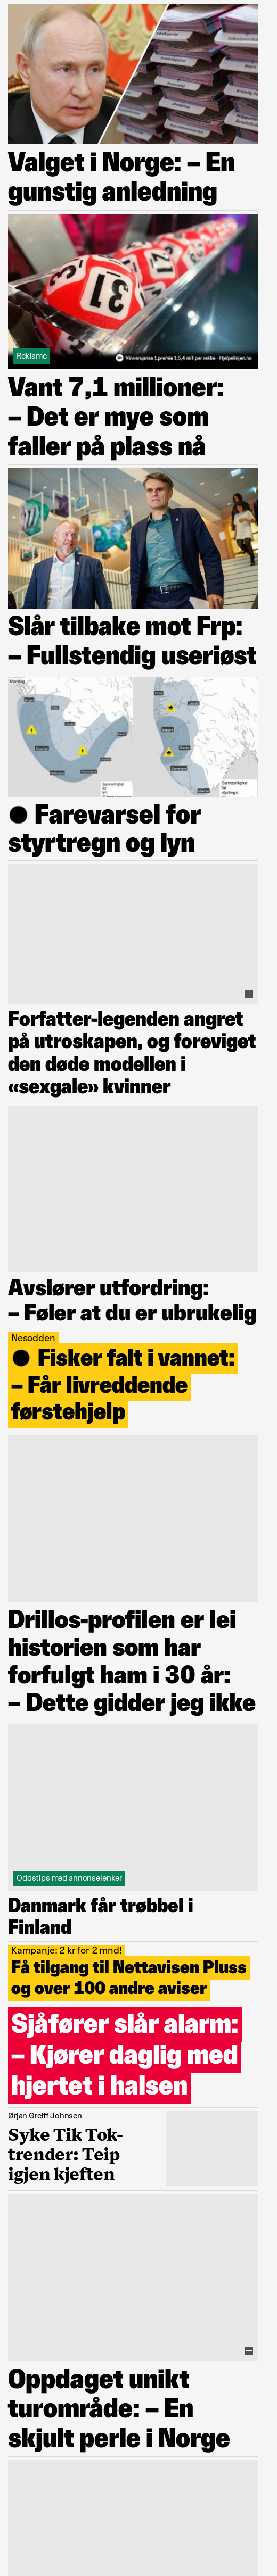 Valget i Norge: – En
gunstig anledning
31
Reklame
Vinnersjanse 1.premie 1:5,4 mill per rekke - Hjelpelinjen.no
Vant 7,1 millioner:
– Det er mye som
faller på plass nå
Slår tilbake mot Frp:
– Fullstendig useriøst
Farevarsel for
styrtregn og lyn
Forfatter-legenden angret
på utroskapen, og foreviget
den døde modellen i
«sexgale» kvinner
Avslører utfordring:
– Føler at du er ubrukelig
Nesodden
Fisker falt i vannet:
– Får livreddende
førstehjelp
Drillos-profilen er lei
historien som har
forfulgt ham i 30 år:
– Dette gidder jeg ikke
Oddstips med annonselenker
Danmark får trøbbel i
Finland
Kampanje: 2 kr for 2 mnd!
Få tilgang til Nettavisen Pluss
og over 100 andre aviser
Sjåfører slår alarm:
– Kjører daglig med
hjertet i halsen
Ørjan Greiff Johnsen
Syke Tik Tok-
trender: Teip
igjen kjeften
Oppdaget unikt
turområde: – En
skjult perle i Norge